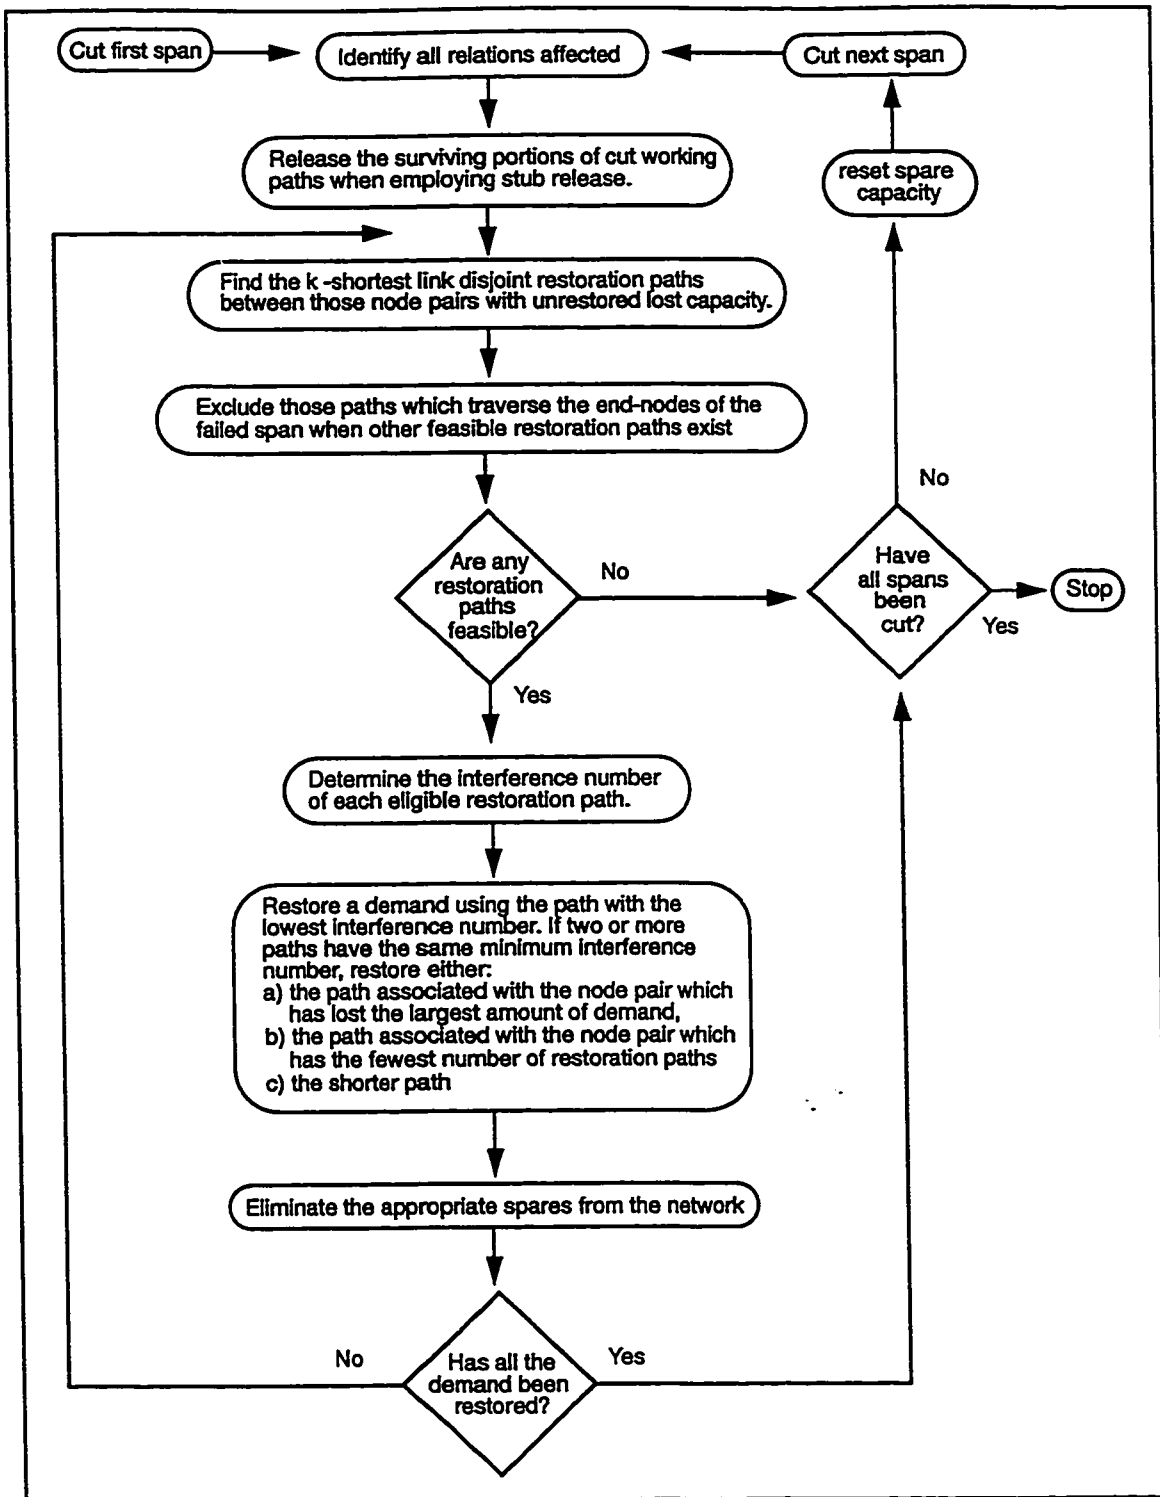 Cut first span
Identify all relations affected
Cut next span
Release the surviving portions of cut working
paths when employing stub release.
reset spare
capacity
Find the k -shortest link disjoint restoration paths
between those node pairs with unrestored lost capacity.
Exclude those paths which traverse the end-nodes of the
failed span when other feasible restoration paths exist
No
Are any
restoration
paths
feasible?
No
Have
all spans
been
cut?
Stop
Yes
Yes
Determine the interference number
of each eligible restoration path.
Restore a demand using the path with the
lowest interference number. If two or more
paths have the same minimum interference
number, restore either:
a) the path associated with the node pair which
has lost the largest amount of demand,
b) the path associated with the node pair which
has the fewest number of restoration paths
c) the shorter path
Eliminate the appropriate spares from the network
No
Has all the
demand been
restored?
Yes